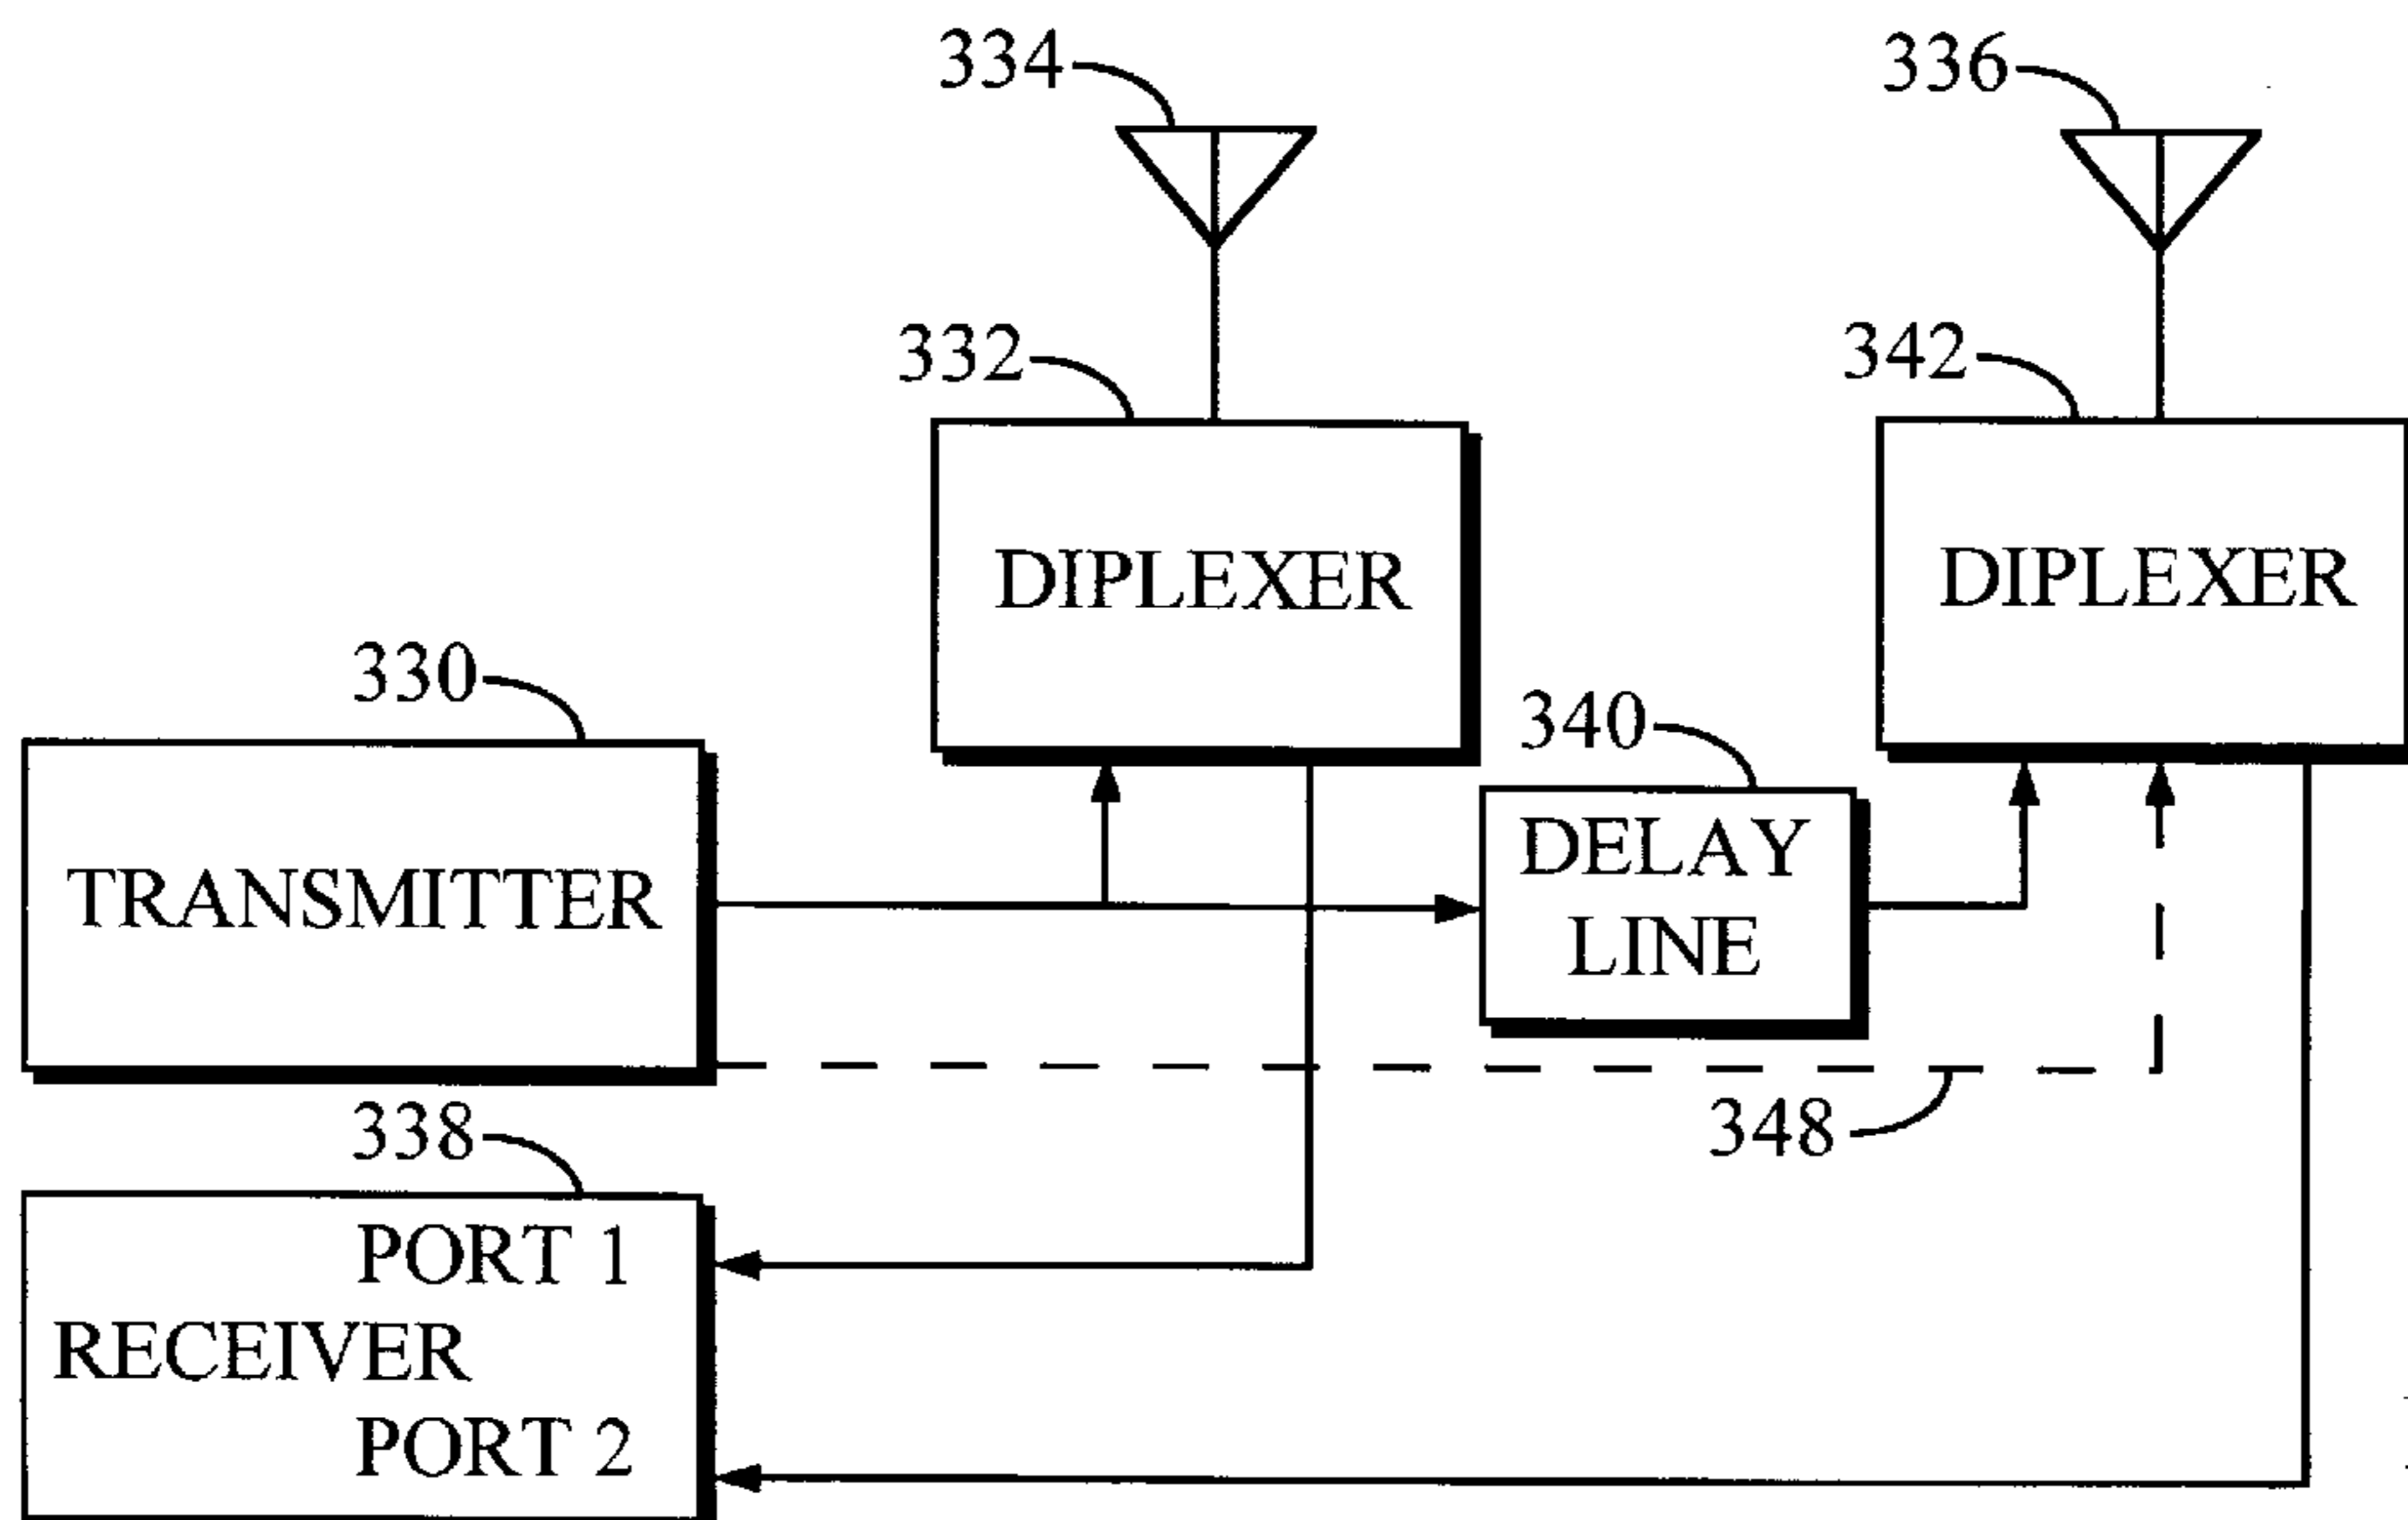 334
336
332
342
DIPLEXER
DIPLEXER
330
340
TRANSMITTER
DELAY
LINE
338
348
PORT 1
RECEIVER
PORT 2